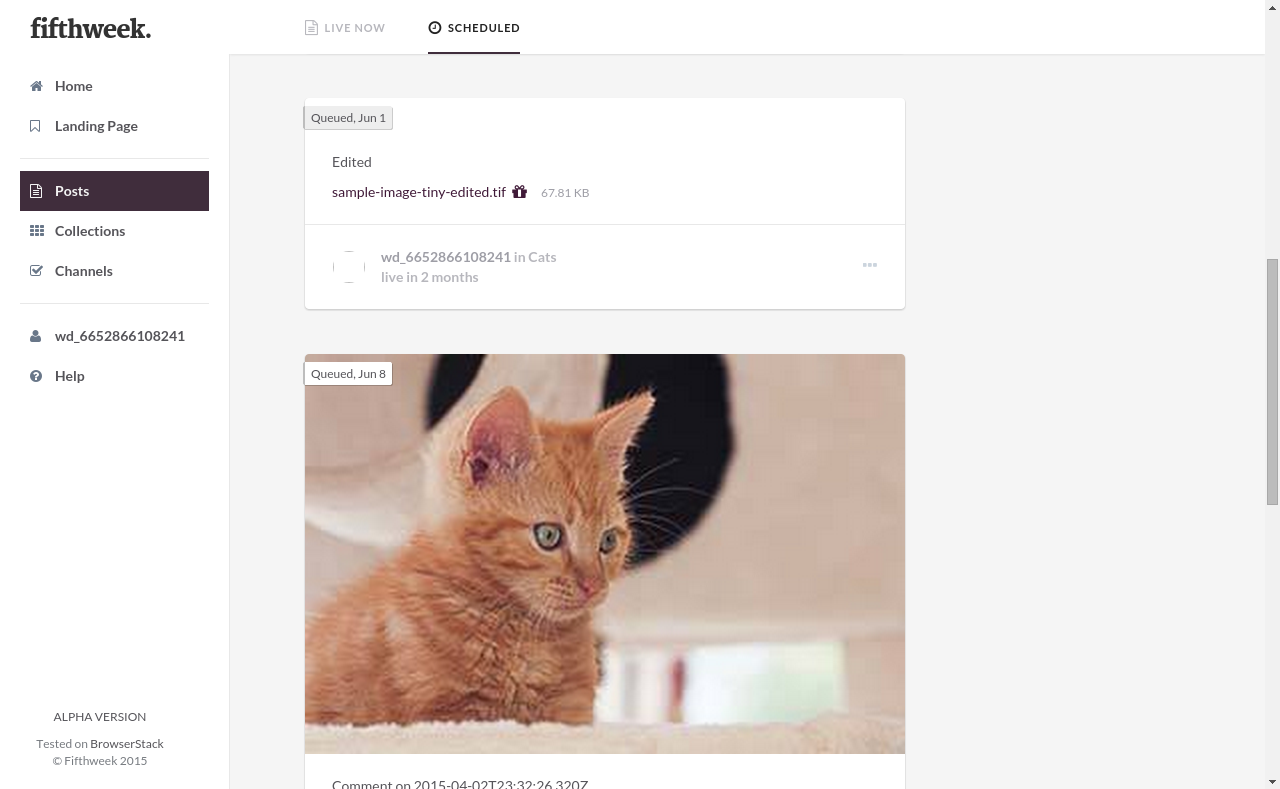 fifthweek.
LIVE NOW
SCHEDULED
Home
Landing Page
Posts
Collections
Channels
wd_6652866108241
Help
ALPHA VERSION
Tested on BrowserStack
© Fifthweek 2015
Queued, Jun 1
Edited
sample-image-tiny-edited.tif 67.81 KB
wd_6652866108241 in Cats
live in 2 months
Queued, Jun 8
Comment on 2015-04-02T23:32:26.320Z